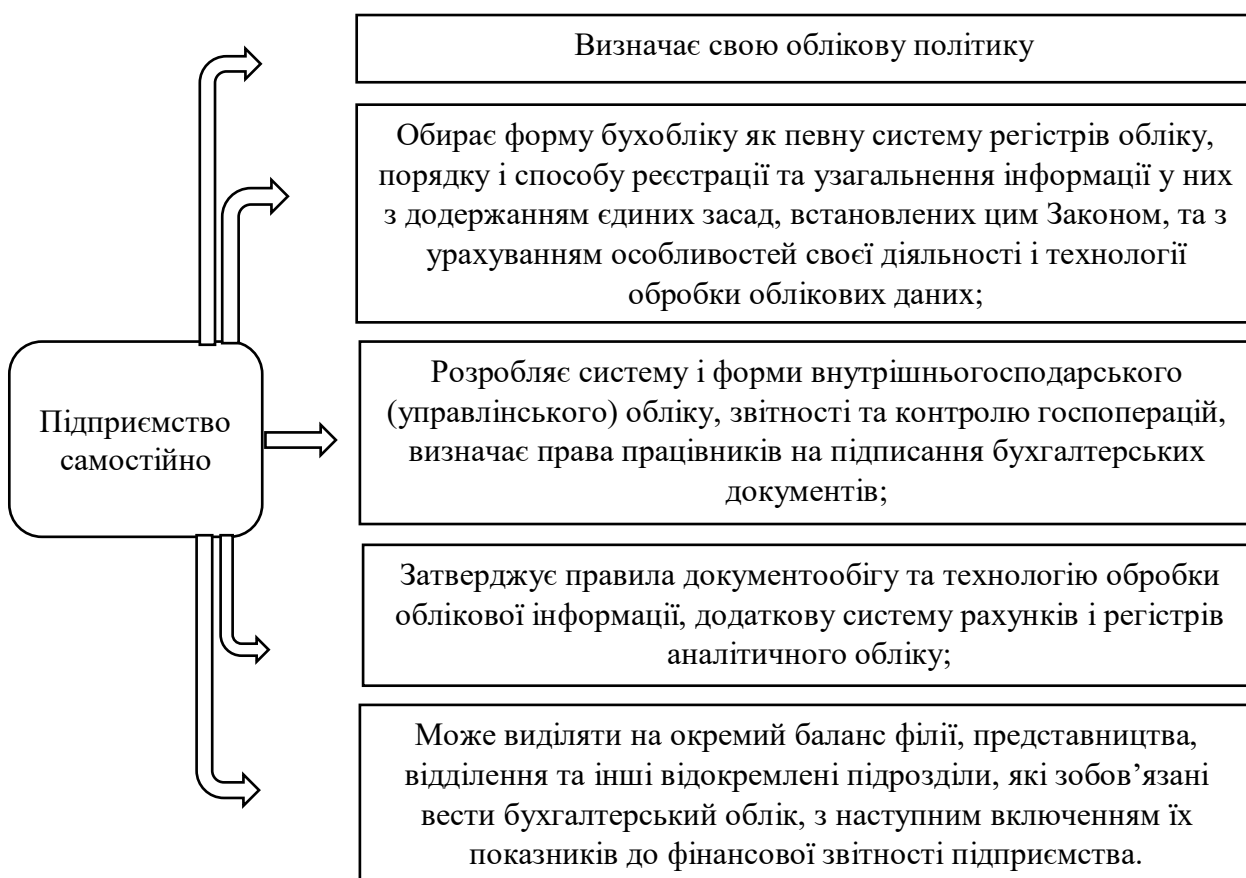 Визначає свою облікову політику
Обирає форму бухобліку як певну систему регістрів обліку,
порядку і способу реєстрації та узагальнення інформації у них
з додержанням єдиних засад, встановлених цим Законом, та з
урахуванням особливостей своєї діяльності і технології
обробки облікових даних;
Підприємство
самостійно
Розробляє систему і форми внутрішньогосподарського
(управлінського) обліку, звітності та контролю госпоперацій,
визначає права працівників на підписання бухгалтерських
документів;
Затверджує правила документообігу та технологію обробки
облікової інформації, додаткову систему рахунків і регістрів
аналітичного обліку;
Може виділяти на окремий баланс філії, представництва,
відділення та інші відокремлені підрозділи, які зобов’язані
вести бухгалтерський облік, з наступним включенням їх
показників до фінансової звітності підприємства.